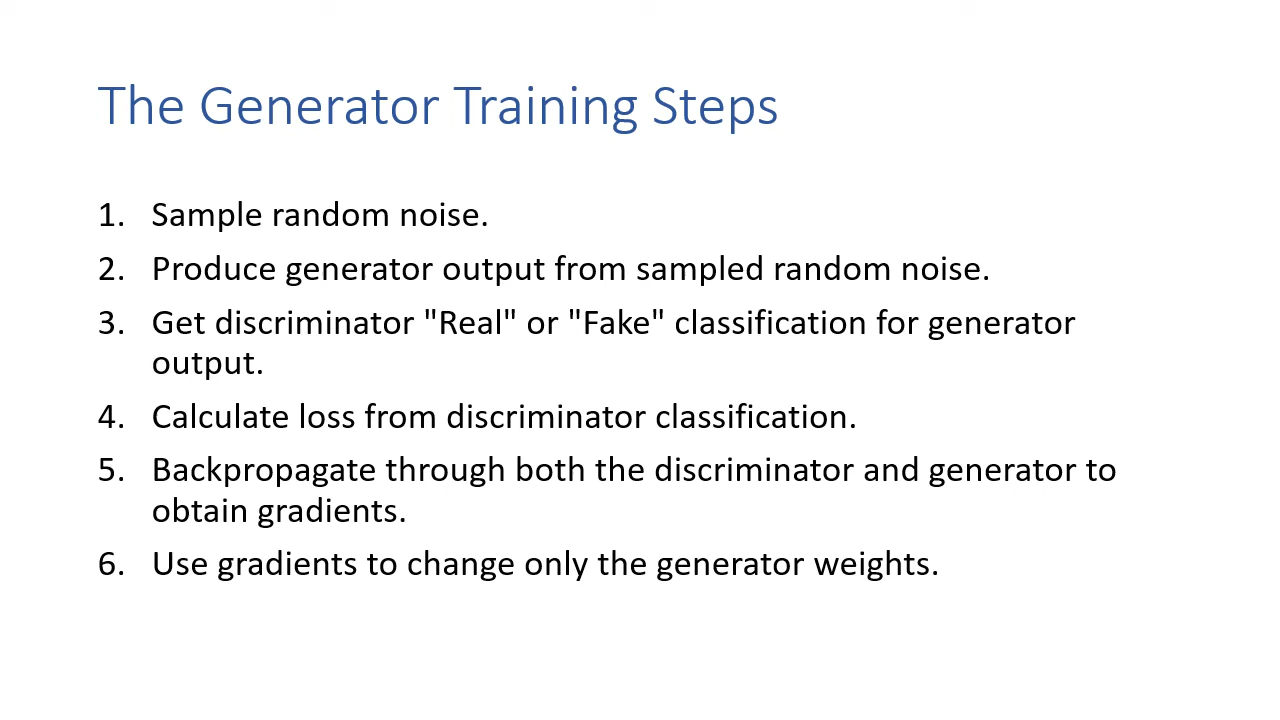 The Generator Training Steps
1. Sample random noise.
2. Produce generator output from sampled random noise.
3. Get discriminator "Real" or "Fake" classification for generator
output.
4. Calculate loss from discriminator classification.
5. Backpropagate through both the discriminator and generator to
obtain gradients.
6. Use gradients to change only the generator weights.